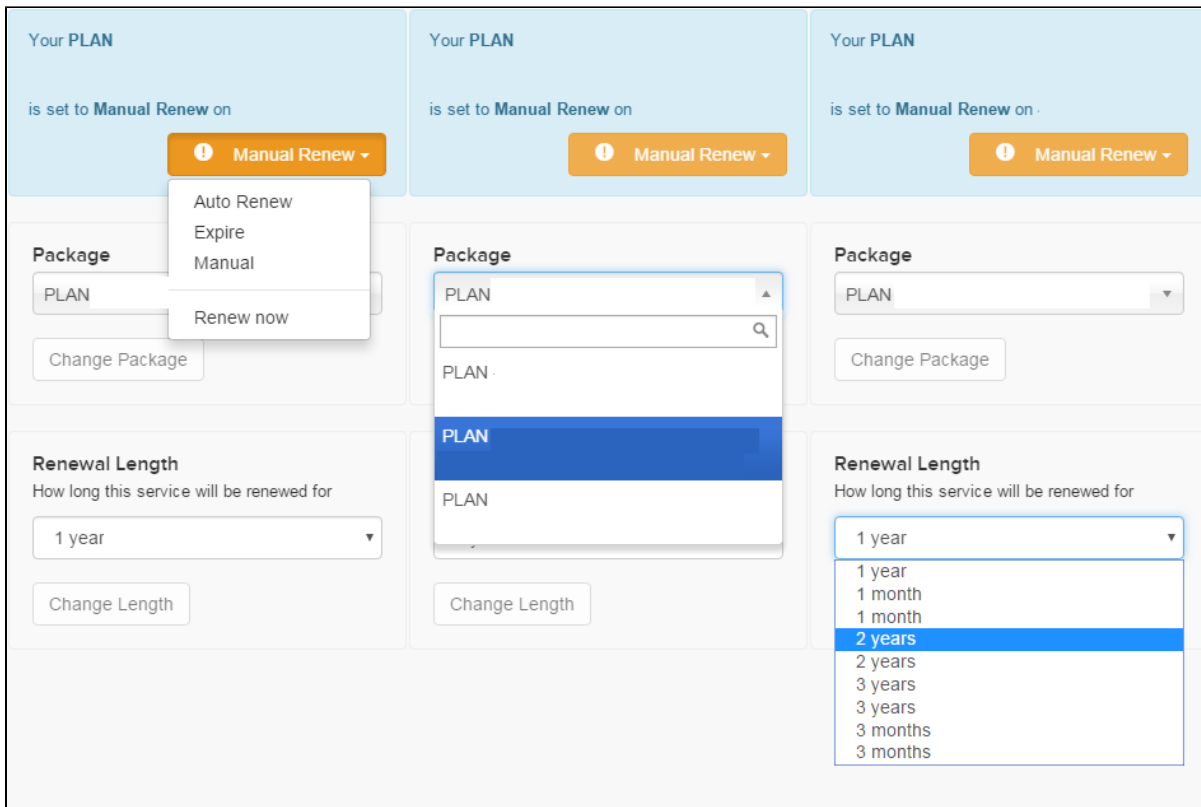 Your PLAN
is set to Manual Renew on
Manual Renew
Auto Renew
Expire
Manual
Renew now
Package
PLAN
Change Package
Renewal Length
How long this service will be renewed for
1 year
Change Length
Your PLAN
is set to Manual Renew on
Manual Renew
Package
PLAN
PLAN
PLAN
PLAN
Change Length
Your PLAN
is set to Manual Renew on
Manual Renew
Package
PLAN
Change Package
Renewal Length
How long this service will be renewed for
1 year
1 year
1 month
1 month
2 years
2 years
3 years
3 years
3 months
3 months